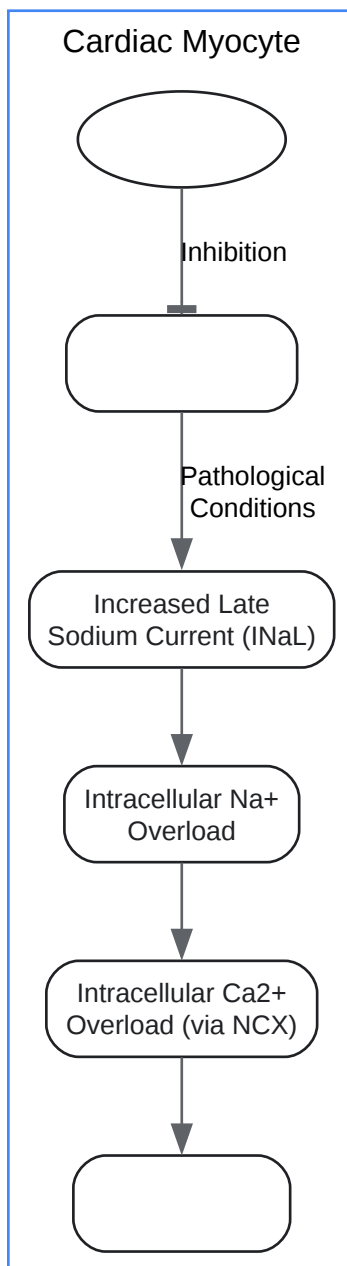 Cardiac Myocyte
Inhibition
Pathological
Conditions
Increased Late
Sodium Current (INaL)
Intracellular Na+
Overload
Intracellular Ca2+
Overload (via NCX)